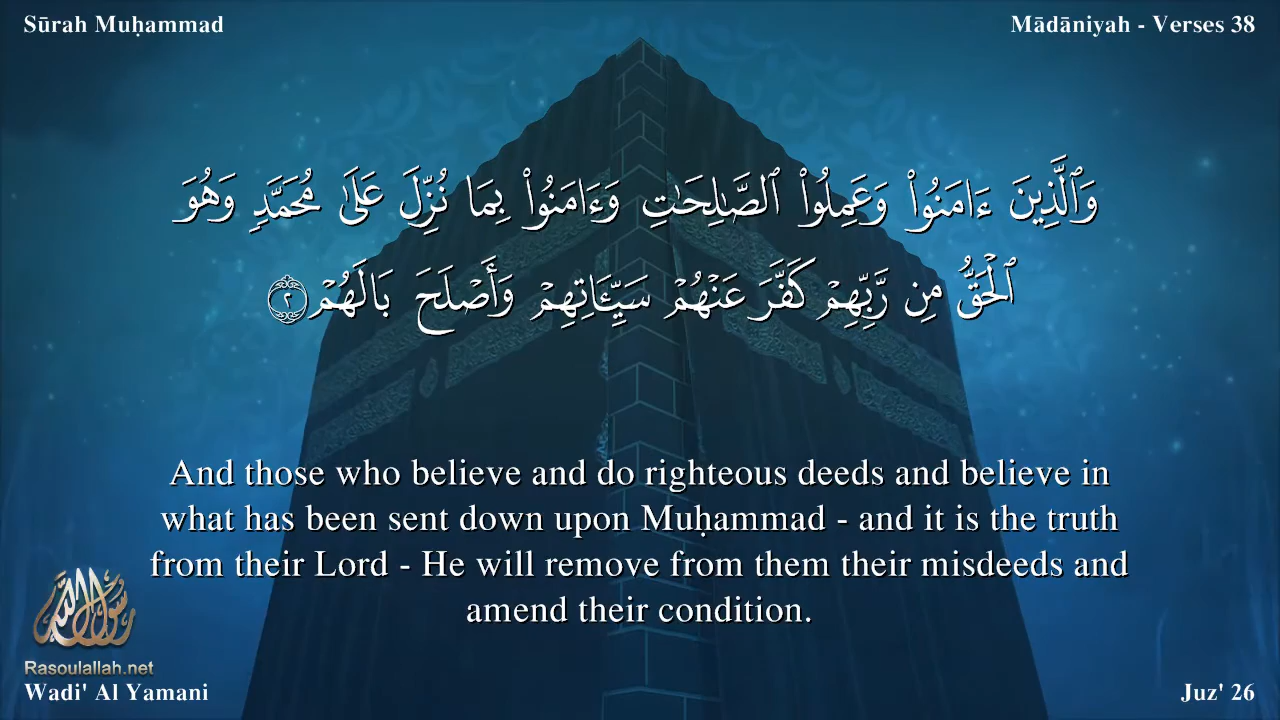 Sūrah Muḥammad
Mādāniyah - Verses 38
وَٱلَّذِينَ ءَامَنُوا۟ وَعَمِلُوا۟ ٱلصَّـٰلِحَـٰتِ وَءَامَنُوا۟ بِمَا نُزِّلَ عَلَىٰ مُحَمَّدٍ وَهُوَ
ٱلْحَقُّ مِن رَّبِّهِمْ كَفَّرَ عَنْهُمْ سَيِّـَٔاتِهِمْ وَأَصْلَحَ بَالَهُمْ ٢
And those who believe and do righteous deeds and believe in
what has been sent down upon Muḥammad - and it is the truth
from their Lord - He will remove from them their misdeeds and
amend their condition.
رسول الله
Rasoulallah.net
Wadi' Al Yamani
Juz' 26